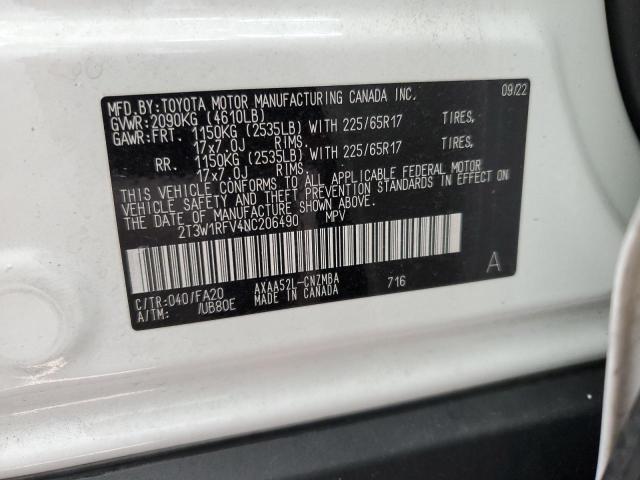 MFD.BY:TOYOTA MOTOR MANUFACTURING CANADA INC. 09/22
GVWR:2090KG (4610LB)
GAWR:FRT. 1150KG (2535LB) WITH 225/65R17 TIRES,
17x7.0J RIMS.
RR. 1150KG (2535LB) WITH 225/65R17 TIRES,
17x7.0J RIMS.
THIS VEHICLE CONFORMS TO ALL APPLICABLE FEDERAL MOTOR
VEHICLE SAFETY AND THEFT PREVENTION STANDARDS IN EFFECT ON
THE DATE OF MANUFACTURE SHOWN ABOVE.
2T3W1RFV4NC206490 MPV
A
C/TR:040/FA20 AXAA52L-CNZMBA 716
A/TM: /UB80E MADE IN CANADA